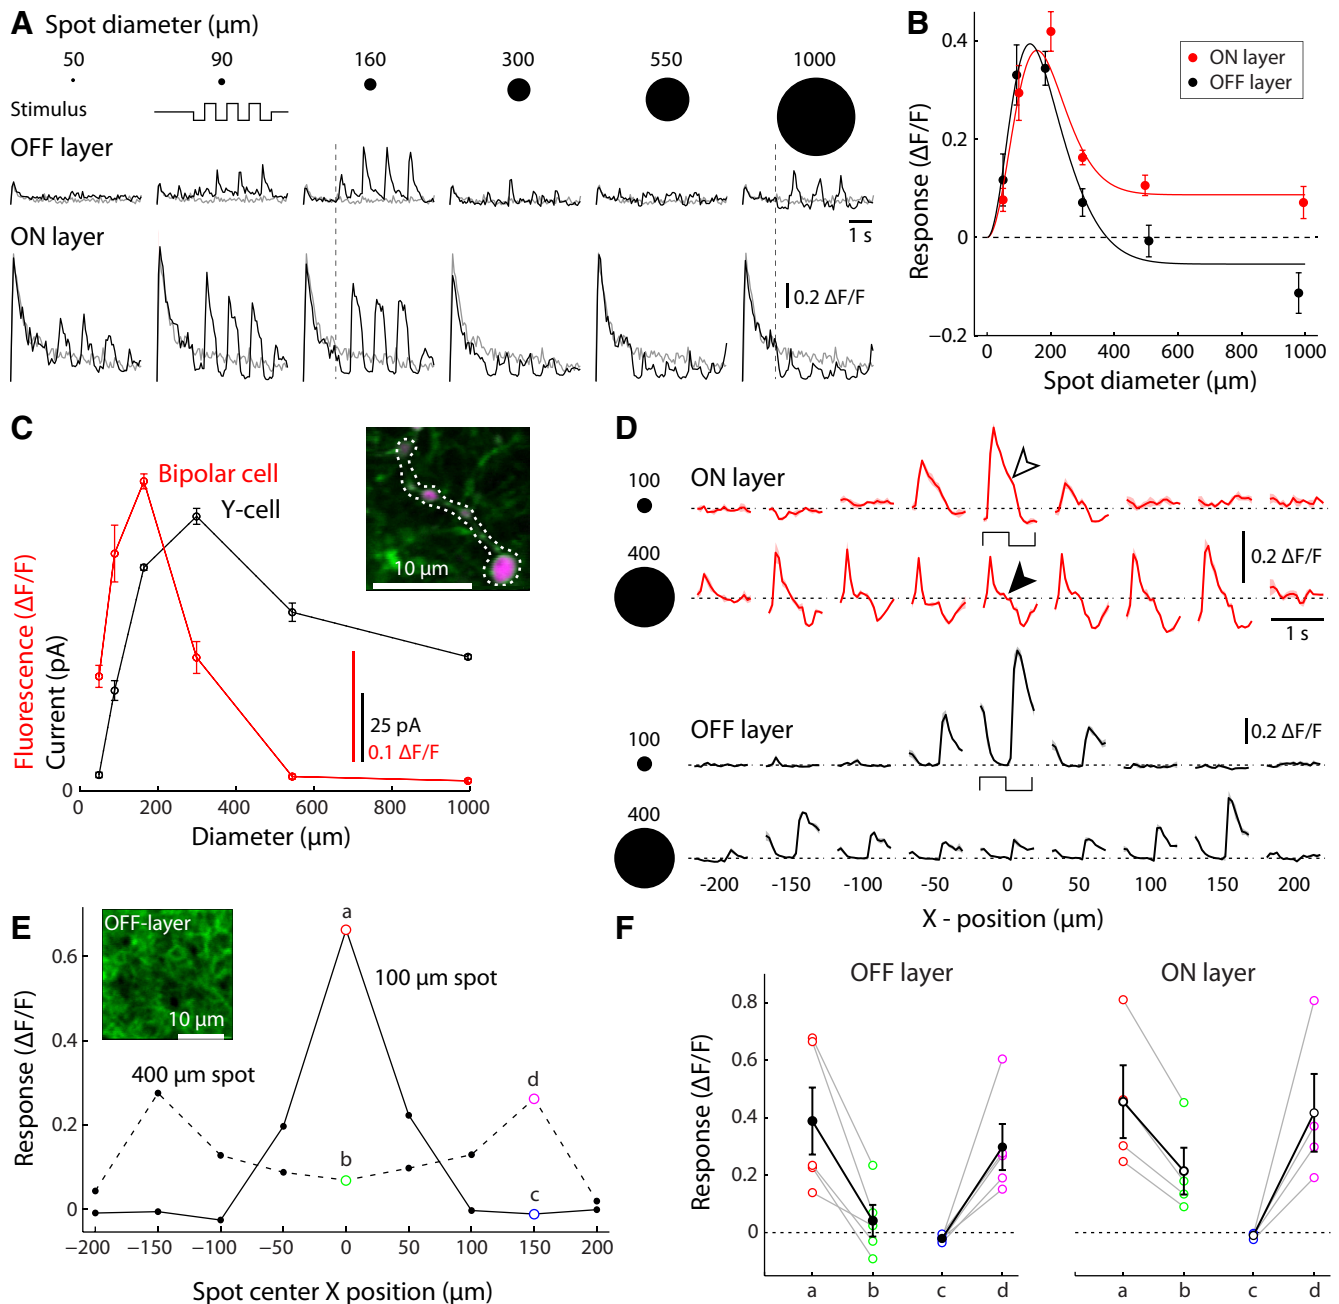 A Spot diameter (µm)
50 90 160 300 550 1000
Stimulus
OFF layer
1 s
ON layer
0.2 ΔF/F
B
Response (ΔF/F)
0.4
0.2
0
−0.2
ON layer
OFF layer
0 200 400 600 800 1000
Spot diameter (µm)
C
Fluorescence (ΔF/F)
Current (pA)
Bipolar cell
Y-cell
10 µm
25 pA
0.1 ΔF/F
0
0 200 400 600 800 1000
Diameter (µm)
D
ON layer
100
400
0.2 ΔF/F
1 s
OFF layer
100
0.2 ΔF/F
400
-200 -150 -100 -50 0 50 100 150 200
X - position (µm)
E
OFF-layer
10 µm
Response (ΔF/F)
0.6
0.4
0.2
0
a
100 µm spot
400 µm spot
d
b
c
−200 −150 −100 −50 0 50 100 150 200
Spot center X position (µm)
F
OFF layer ON layer
Response (ΔF/F)
0.8
0.6
0.4
0.2
0
a b c d a b c d